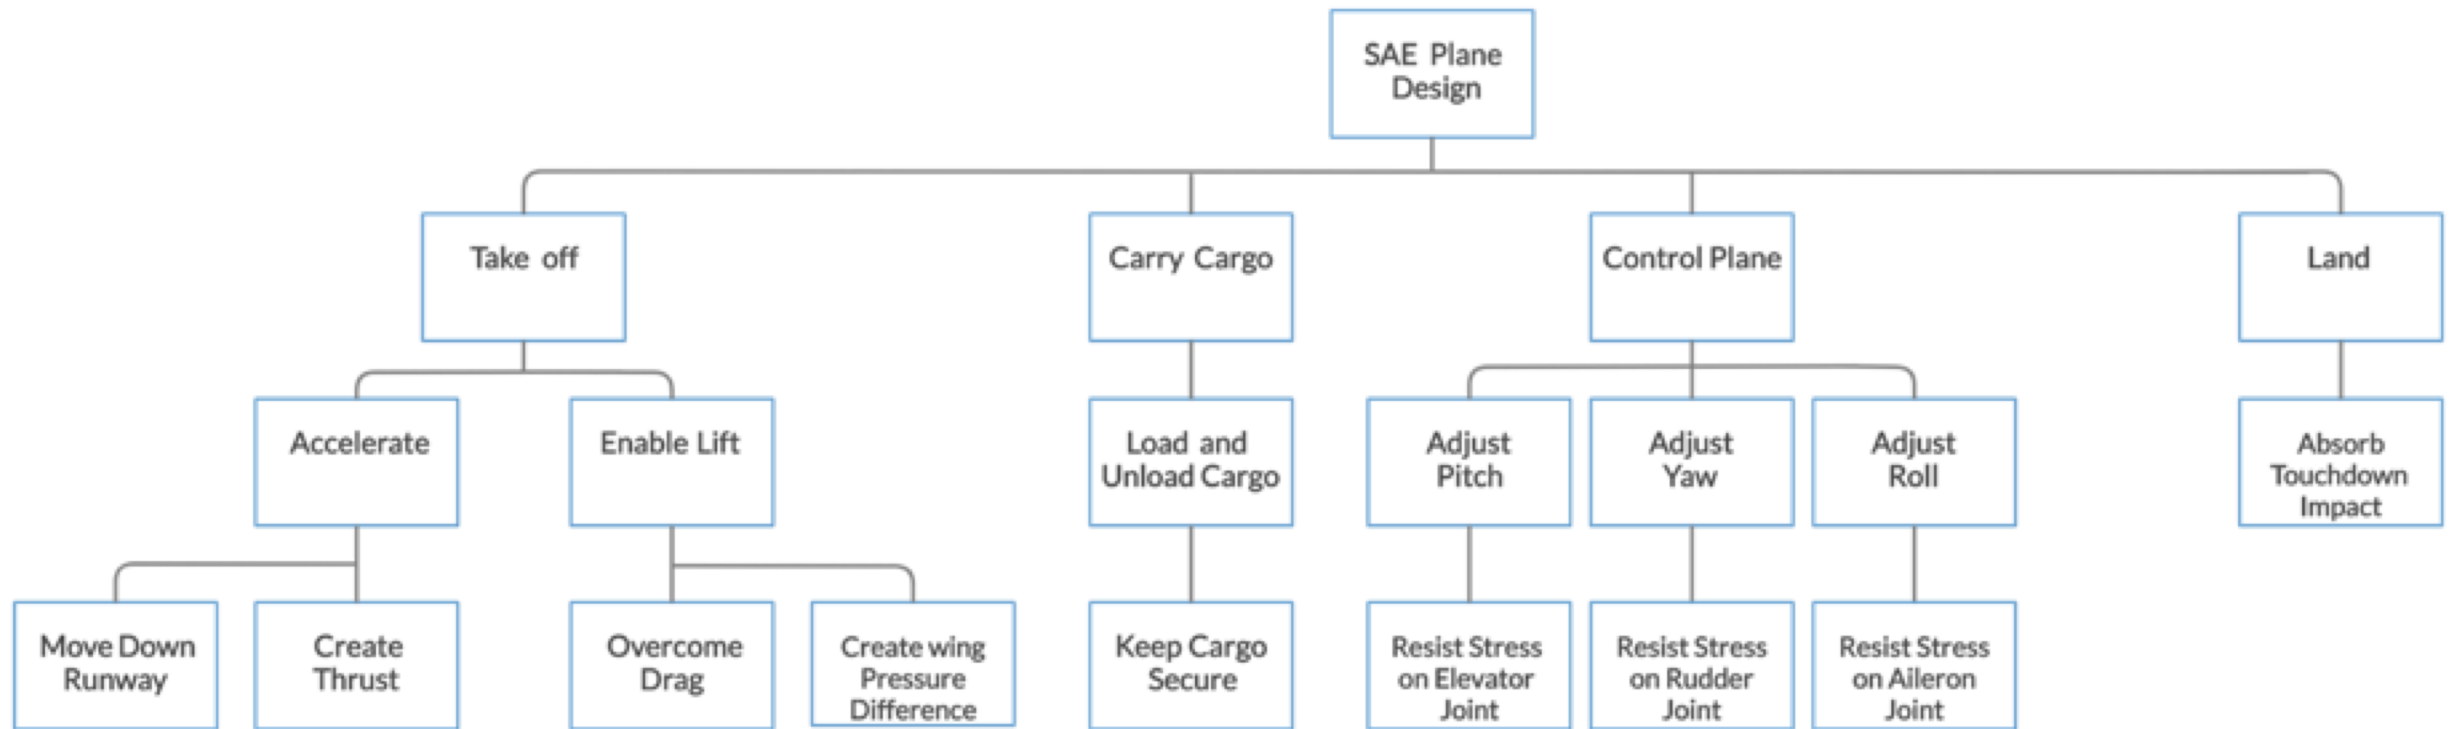 SAE Plane
Design
Take off
Carry Cargo
Control Plane
Land
Accelerate
Enable Lift
Load and
Unload Cargo
Adjust
Pitch
Adjust
Yaw
Adjust
Roll
Absorb
Touchdown
Impact
Move Down
Runway
Create
Thrust
Overcome
Drag
Create wing
Pressure
Difference
Keep Cargo
Secure
Resist Stress
on Elevator
Joint
Resist Stress
on Rudder
Joint
Resist Stress
on Aileron
Joint